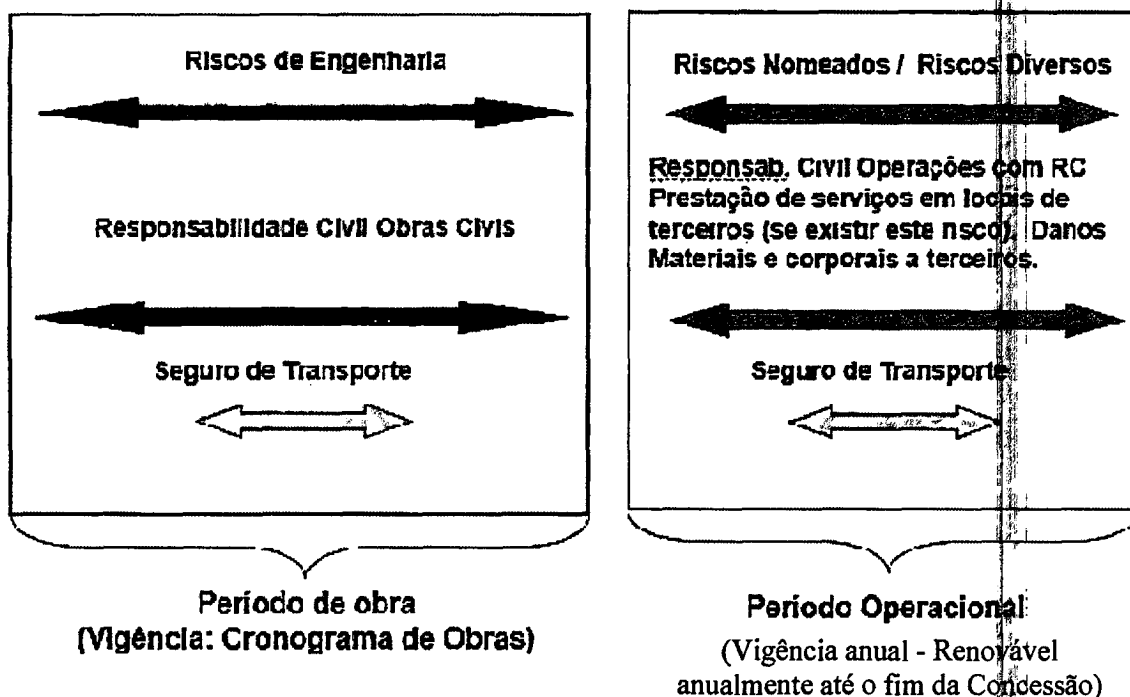 Riscos de Engenharia
Responsabilidade Civil Obras Civis
Seguro de Transporte
Período de obra
(Vigência: Cronograma de Obras)
Riscos Nomeados / Riscos Diversos
Responsab. Civil Operações com RC
Prestação de serviços em locais de
terceiros (se existir este risco). Danos
Materiais e corporais a terceiros.
Seguro de Transporte
Período Operacional
(Vigência anual - Renovável
anualmente até o fim da Concessão)